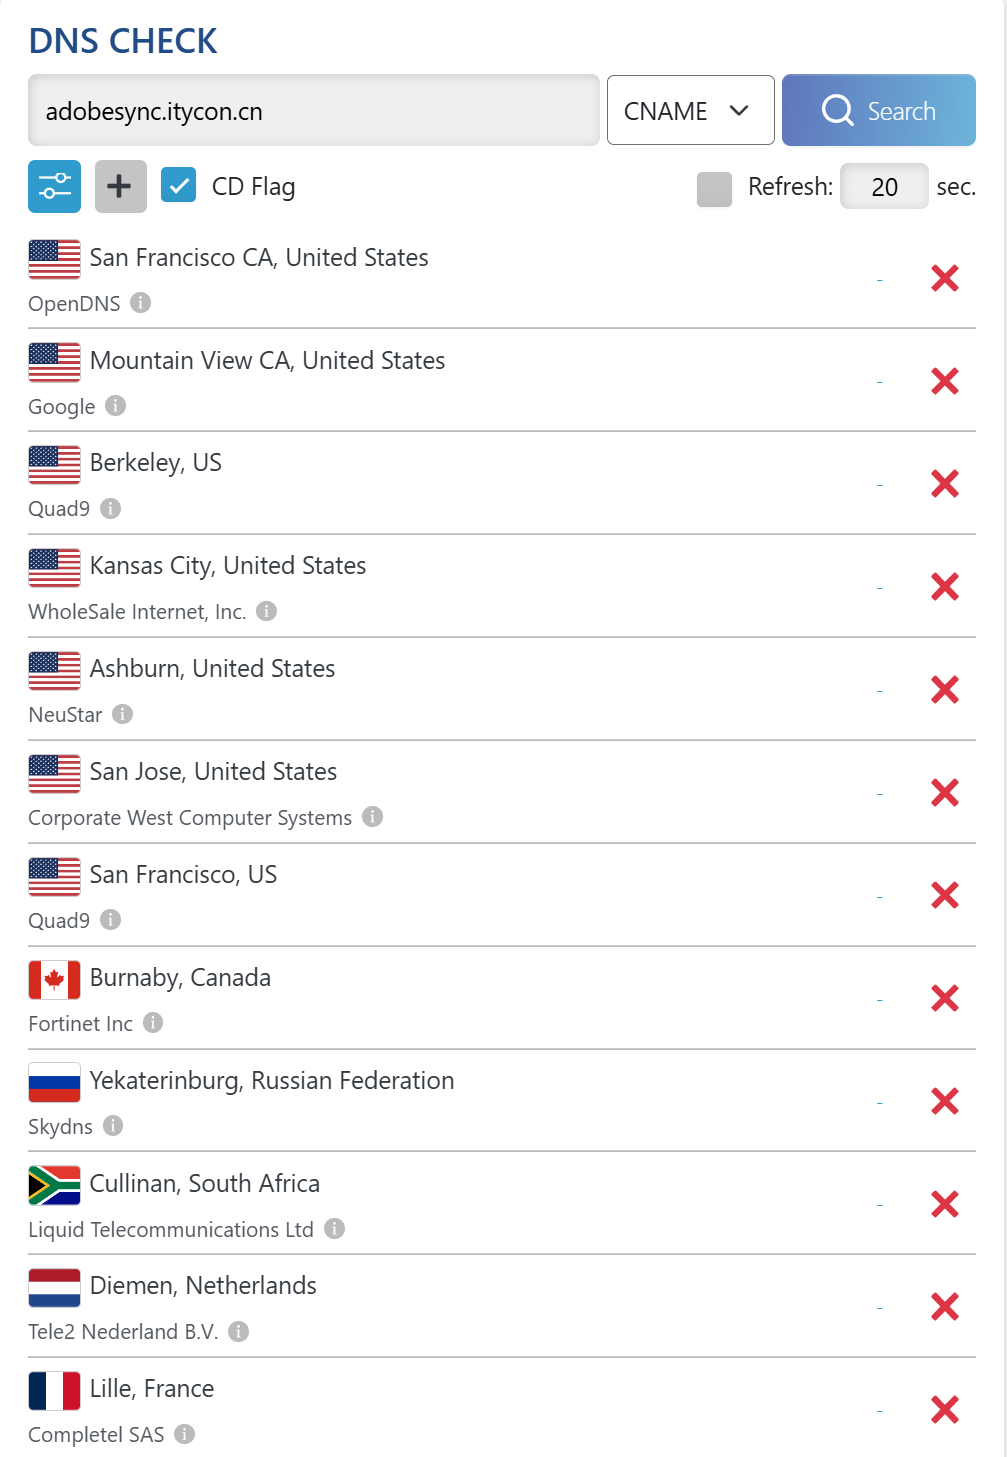 DNS CHECK
adobesync.itycon.cn
CNAME
Search
CD Flag
Refresh: 20 sec.
San Francisco CA, United States
-
OpenDNS
Mountain View CA, United States
-
Google
Berkeley, US
-
Quad9
Kansas City, United States
-
WholeSale Internet, Inc.
Ashburn, United States
-
NeuStar
San Jose, United States
-
Corporate West Computer Systems
San Francisco, US
-
Quad9
Burnaby, Canada
-
Fortinet Inc
Yekaterinburg, Russian Federation
-
Skydns
Cullinan, South Africa
-
Liquid Telecommunications Ltd
Diemen, Netherlands
-
Tele2 Nederland B.V.
Lille, France
-
Completel SAS